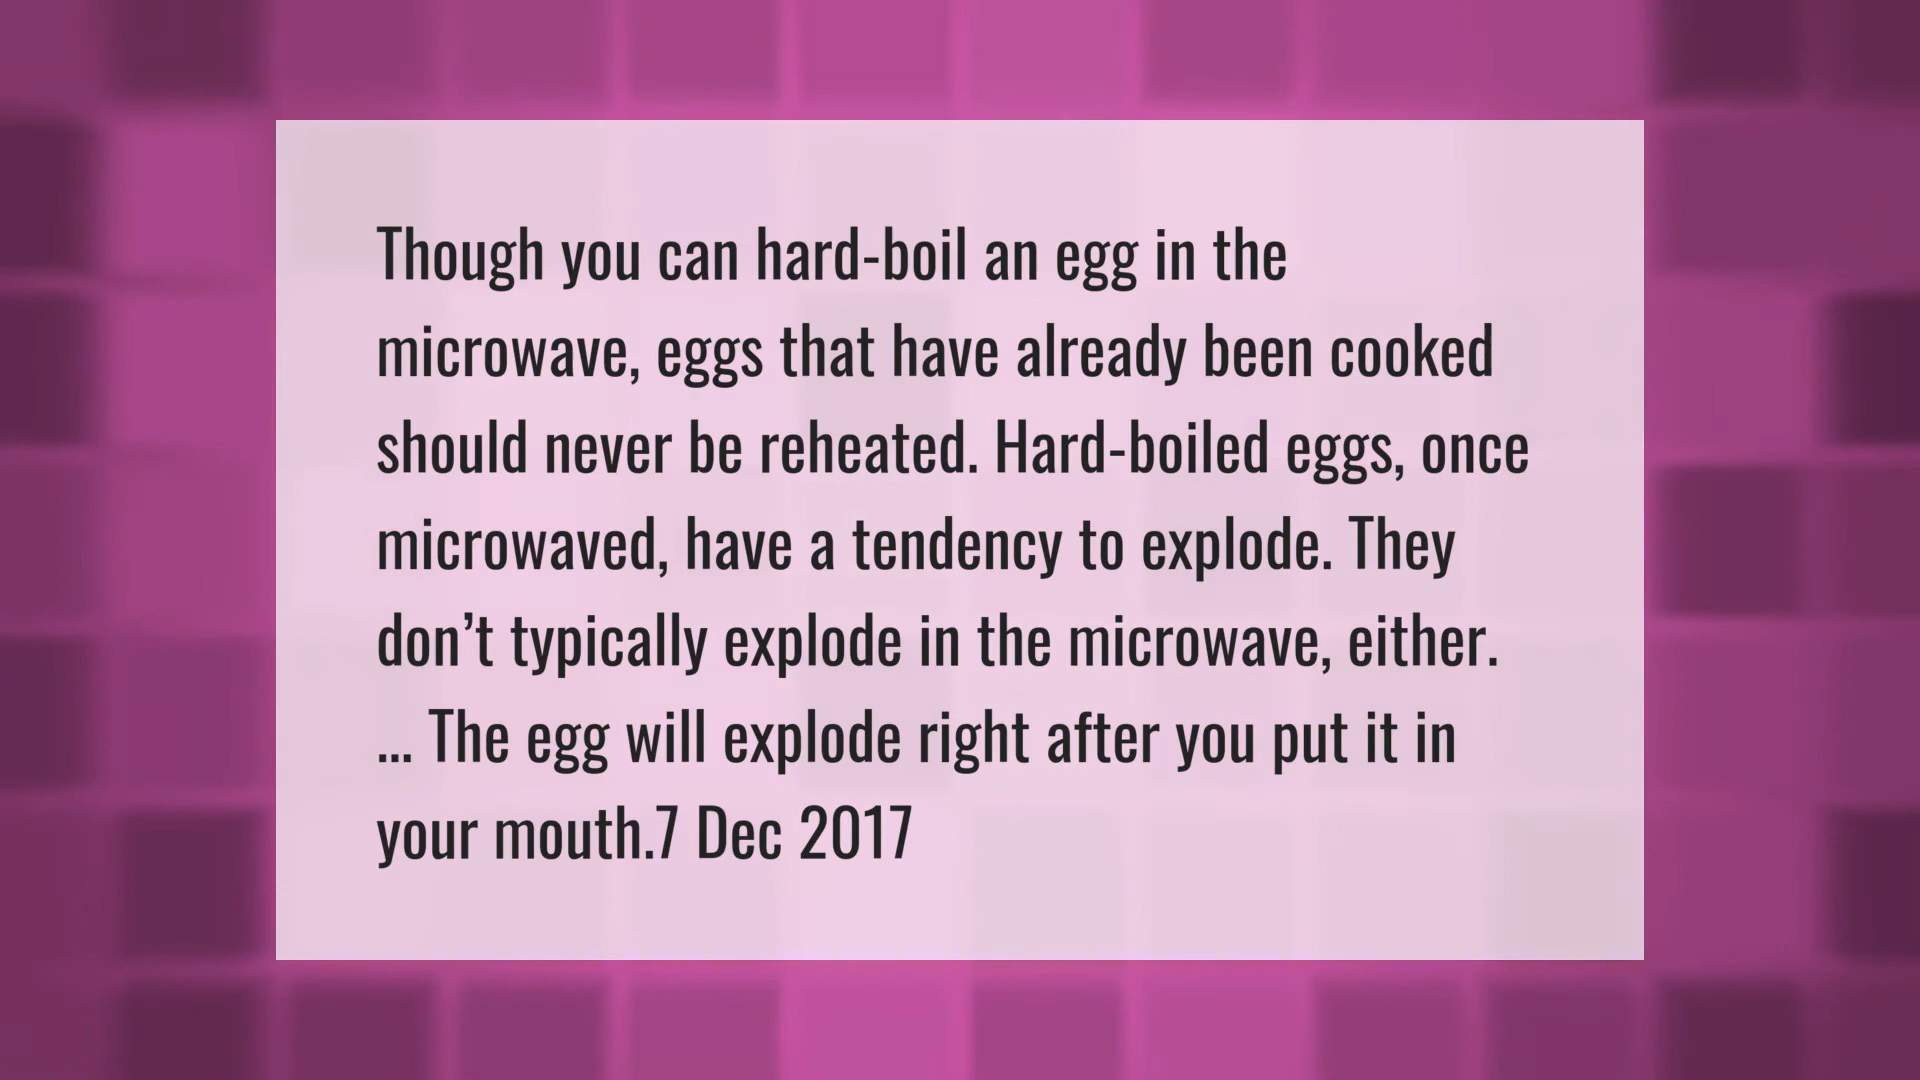 Though you can hard-boil an egg in the
microwave, eggs that have already been cooked
should never be reheated. Hard-boiled eggs, once
microwaved, have a tendency to explode. They
don’t typically explode in the microwave, either.
... The egg will explode right after you put it in
your mouth.7 Dec 2017